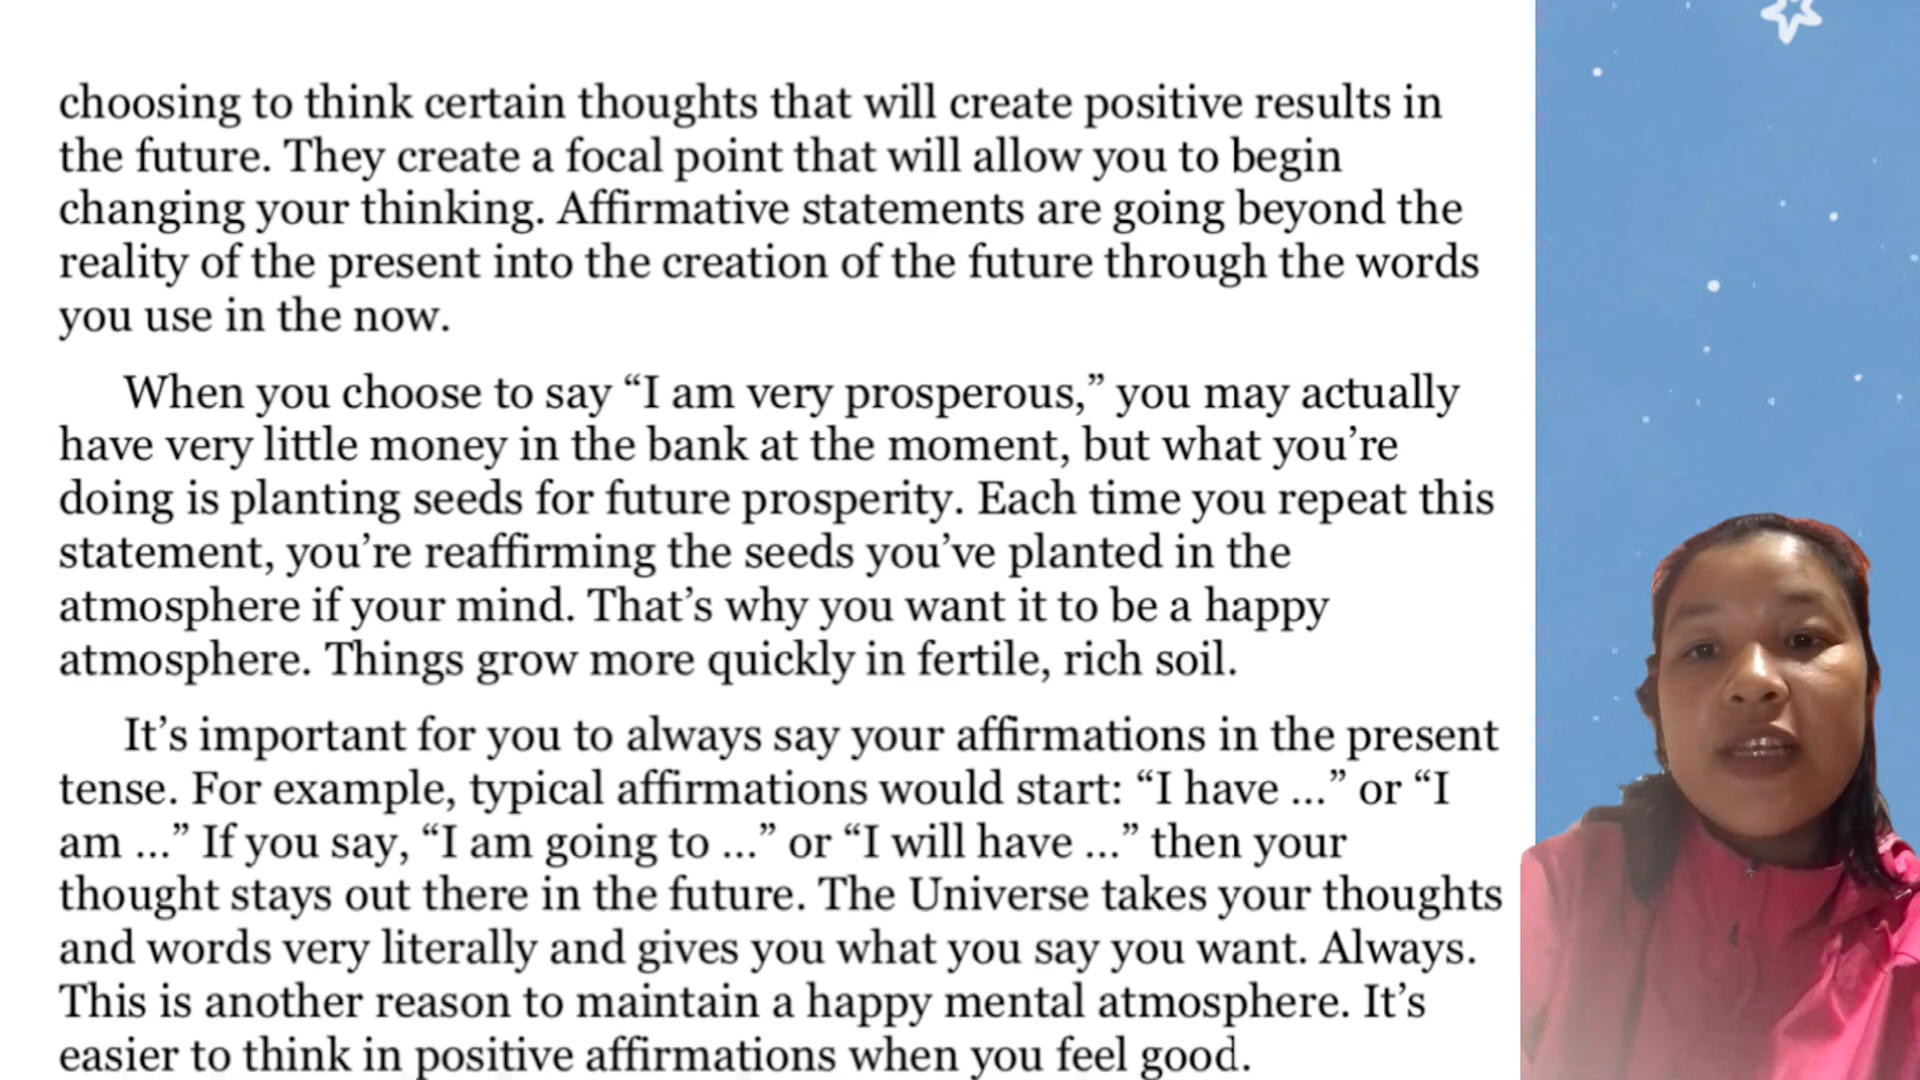 choosing to think certain thoughts that will create positive results in
the future. They create a focal point that will allow you to begin
changing your thinking. Affirmative statements are going beyond the
reality of the present into the creation of the future through the words
you use in the now.
When you choose to say “I am very prosperous,” you may actually
have very little money in the bank at the moment, but what you’re
doing is planting seeds for future prosperity. Each time you repeat this
statement, you’re reaffirming the seeds you’ve planted in the
atmosphere if your mind. That’s why you want it to be a happy
atmosphere. Things grow more quickly in fertile, rich soil.
It’s important for you to always say your affirmations in the present
tense. For example, typical affirmations would start: “I have ...” or “I
am ...” If you say, “I am going to ...” or “I will have ...” then your
thought stays out there in the future. The Universe takes your thoughts
and words very literally and gives you what you say you want. Always.
This is another reason to maintain a happy mental atmosphere. It’s
easier to think in positive affirmations when you feel good.